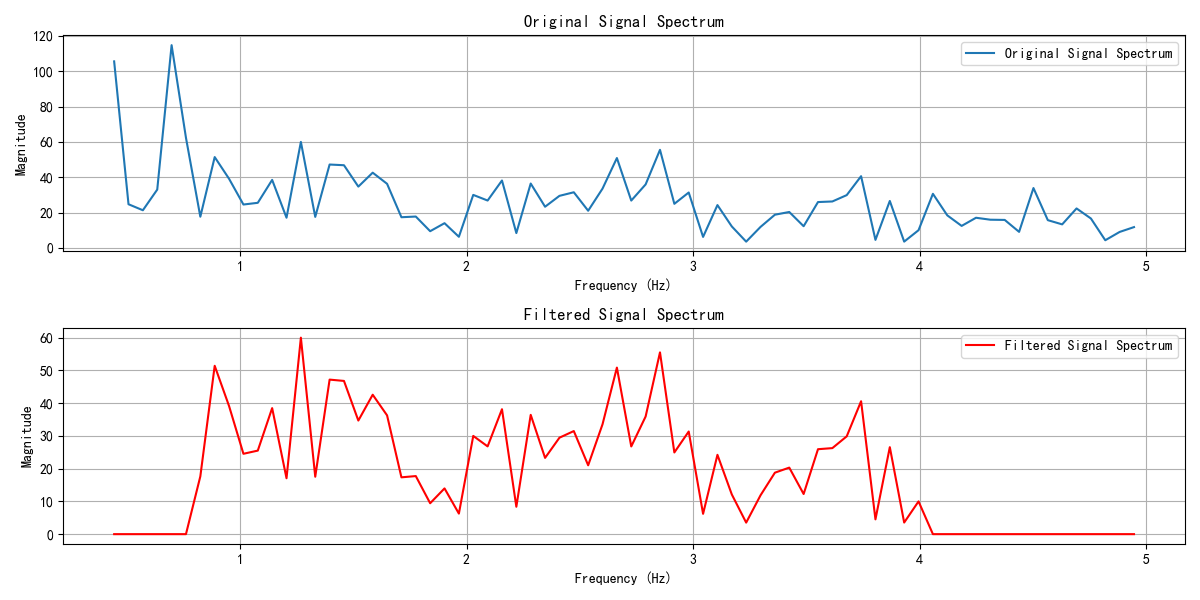 Original Signal Spectrum
Original Signal Spectrum
Magnitude
120
100
80
60
40
20
0
1 2 3 4 5
Frequency (Hz)
Filtered Signal Spectrum
Filtered Signal Spectrum
Magnitude
60
50
40
30
20
10
0
1 2 3 4 5
Frequency (Hz)